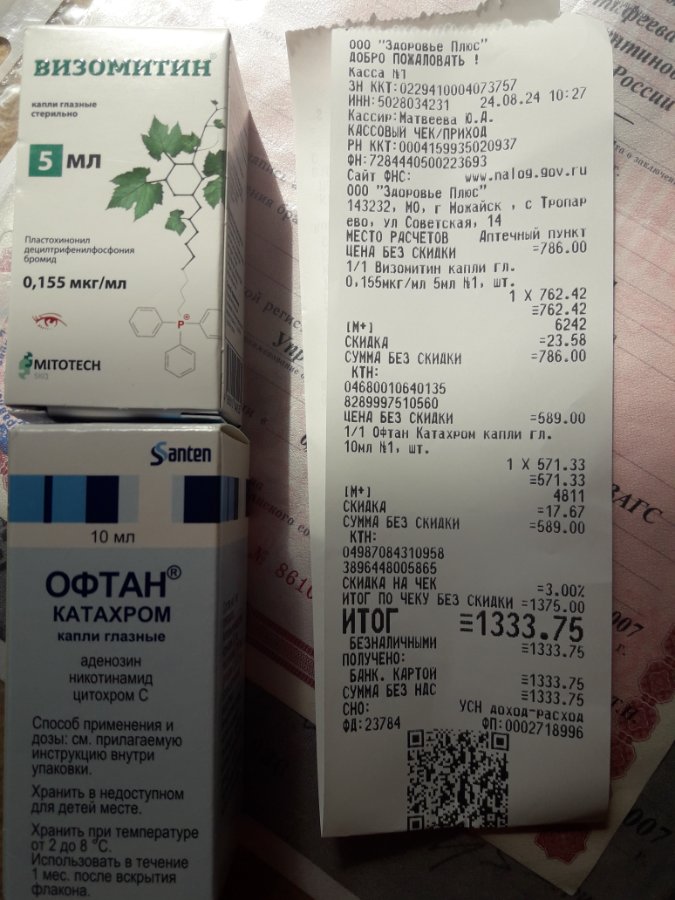 ВИЗОМИТИН®
капли глазные
стерильно
5 мл
Пластохинонил
децилтрифенилфосфония
бромид
0,155 мкг/мл
P
MITOTECH
Santen
10 мл
ОФТАН®
КАТАХРОМ
капли глазные
аденозин
никотинамид
цитохром С
Способ применения и
дозы: см. прилагаемую
инструкцию внутри
упаковки.
Хранить в недоступном
для детей месте.
Хранить при температуре
от 2 до 8 °С.
Использовать в течение
1 мес. после вскрытия
флакона.
ООО "Здоровье Плюс"
ДОБРО ПОЖАЛОВАТЬ !
Касса №1
ЗН ККТ:0229410004073757
ИНН:5028034231 24.08.24 10:27
Кассир:Матвеева Ю.А.
КАССОВЫЙ ЧЕК/ПРИХОД
РН ККТ:0004159935020937
ФН:7284440500223693
Сайт ФНС: www.nalog.gov.ru
ООО "Здоровье Плюс"
143232, МО, г Можайск , с Тропар
ево, ул Советская, 14
МЕСТО РАСЧЕТОВ Аптечный пункт
ЦЕНА БЕЗ СКИДКИ =786.00
1/1 Визомитин капли гл.
0,155мкг/мл 5мл №1, шт.
1 X 762.42
≡762.42
[М+] 6242
СКИДКА =23.58
СУММА БЕЗ СКИДКИ =786.00
КТН:
04680010640135
8289997510560
ЦЕНА БЕЗ СКИДКИ =589.00
1/1 Офтан Катахром капли гл.
10мл №1, шт.
1 X 571.33
≡571.33
[М+] 4811
СКИДКА =17.67
СУММА БЕЗ СКИДКИ =589.00
КТН:
04987084310958
3896448005865
СКИДКА НА ЧЕК =3.00%
ИТОГ ПО ЧЕКУ БЕЗ СКИДКИ =1375.00
ИТОГ ≡1333.75
БЕЗНАЛИЧНЫМИ ≡1333.75
ПОЛУЧЕНО:
БАНК. КАРТОЙ ≡1333.75
СУММА БЕЗ НДС ≡1333.75
СНО: УСН доход-расход
ФД:23784 ФП:0002718996
России
ЗАГС
№ 8610
007
г.
007